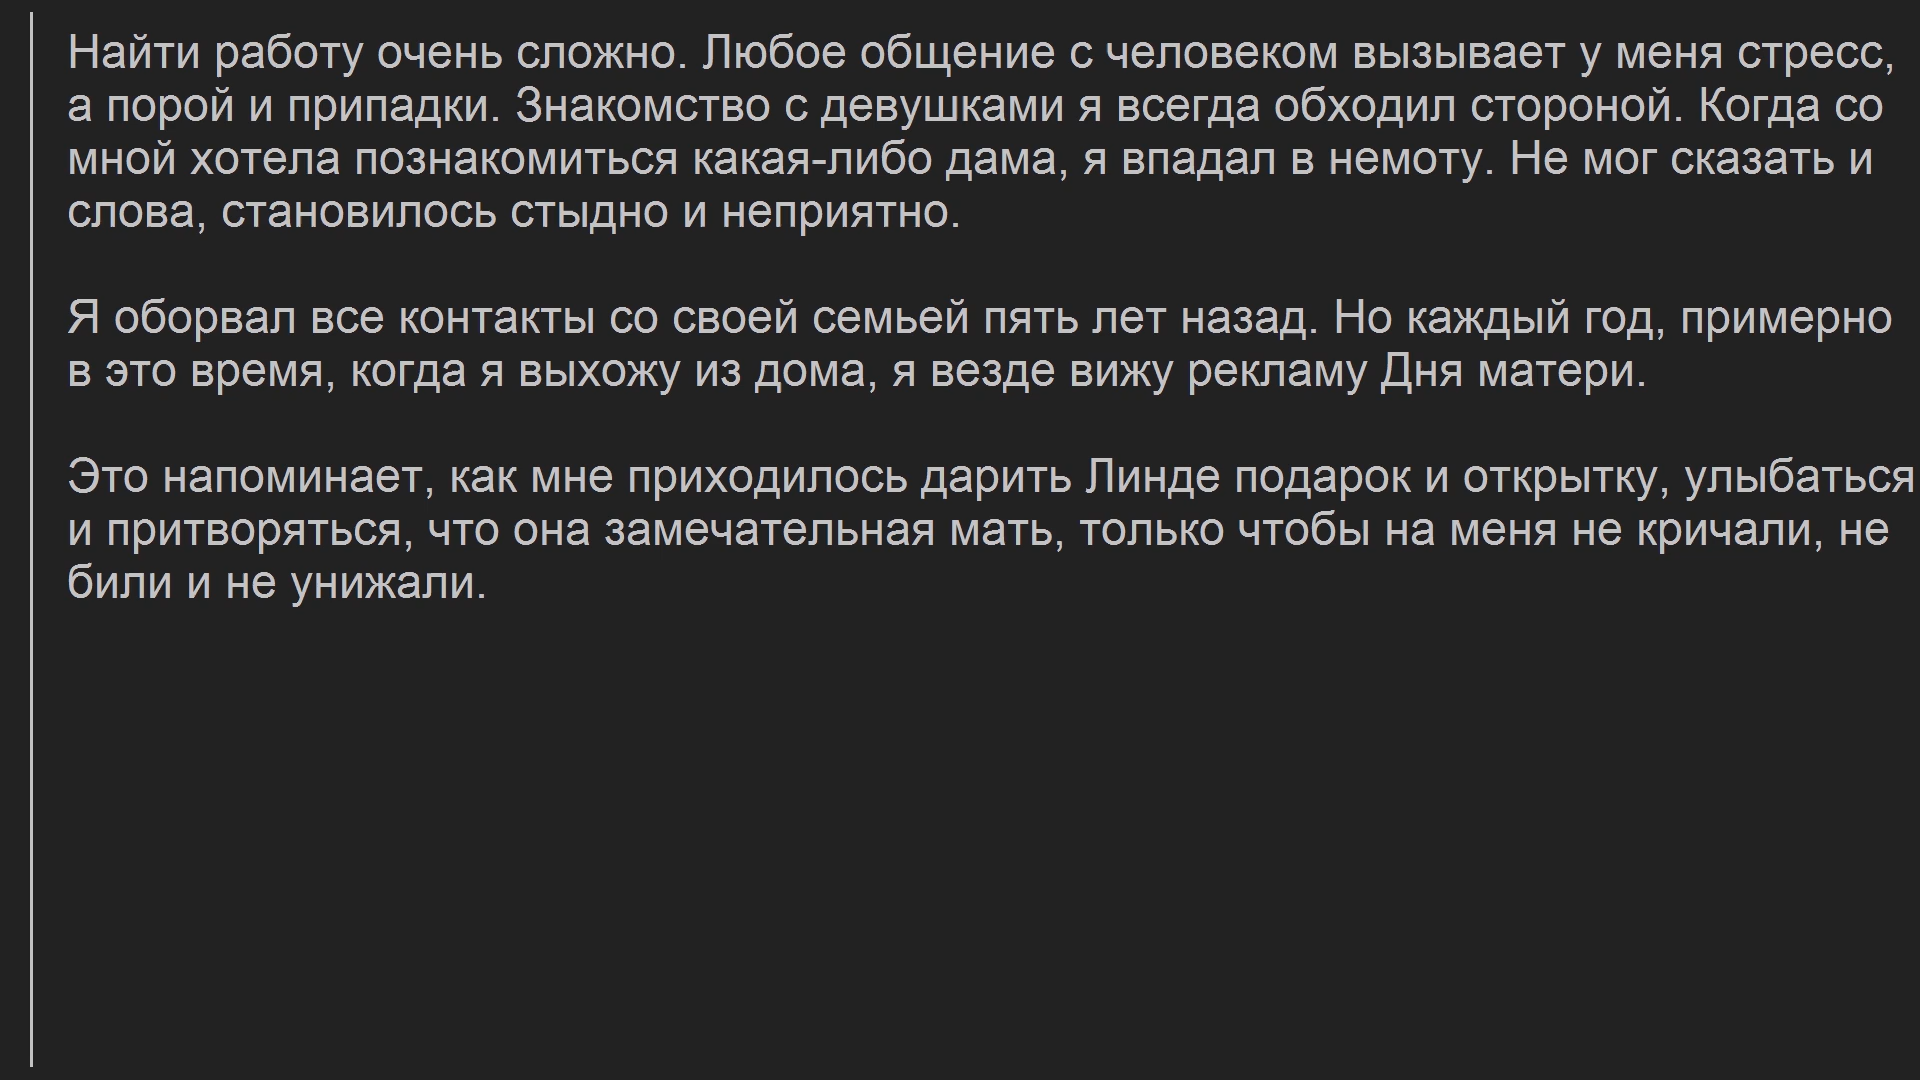 Найти работу очень сложно. Любое общение с человеком вызывает у меня стресс,
а порой и припадки. Знакомство с девушками я всегда обходил стороной. Когда со
мной хотела познакомиться какая-либо дама, я впадал в немоту. Не мог сказать и
слова, становилось стыдно и неприятно.
Я оборвал все контакты со своей семьей пять лет назад. Но каждый год, примерно
в это время, когда я выхожу из дома, я везде вижу рекламу Дня матери.
Это напоминает, как мне приходилось дарить Линде подарок и открытку, улыбаться
и притворяться, что она замечательная мать, только чтобы на меня не кричали, не
били и не унижали.